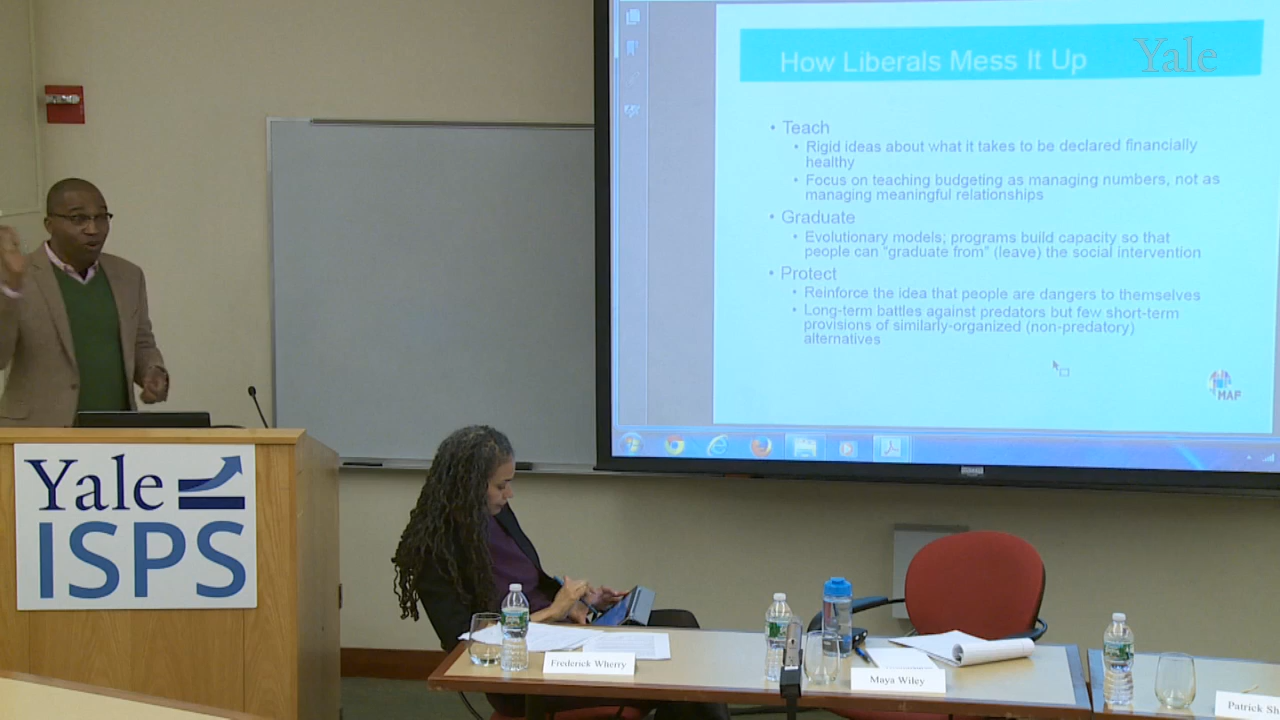 How Liberals Mess It Up
Yale
• Teach
• Rigid ideas about what it takes to be declared financially
healthy
• Focus on teaching budgeting as managing numbers, not as
managing meaningful relationships
• Graduate
• Evolutionary models; programs build capacity so that
people can "graduate from" (leave) the social intervention
• Protect
• Reinforce the idea that people are dangers to themselves
• Long-term battles against predators but few short-term
provisions of similarly-organized (non-predatory)
alternatives
MAF
Yale
ISPS
Frederick Wherry
Maya Wiley
Patrick Sh